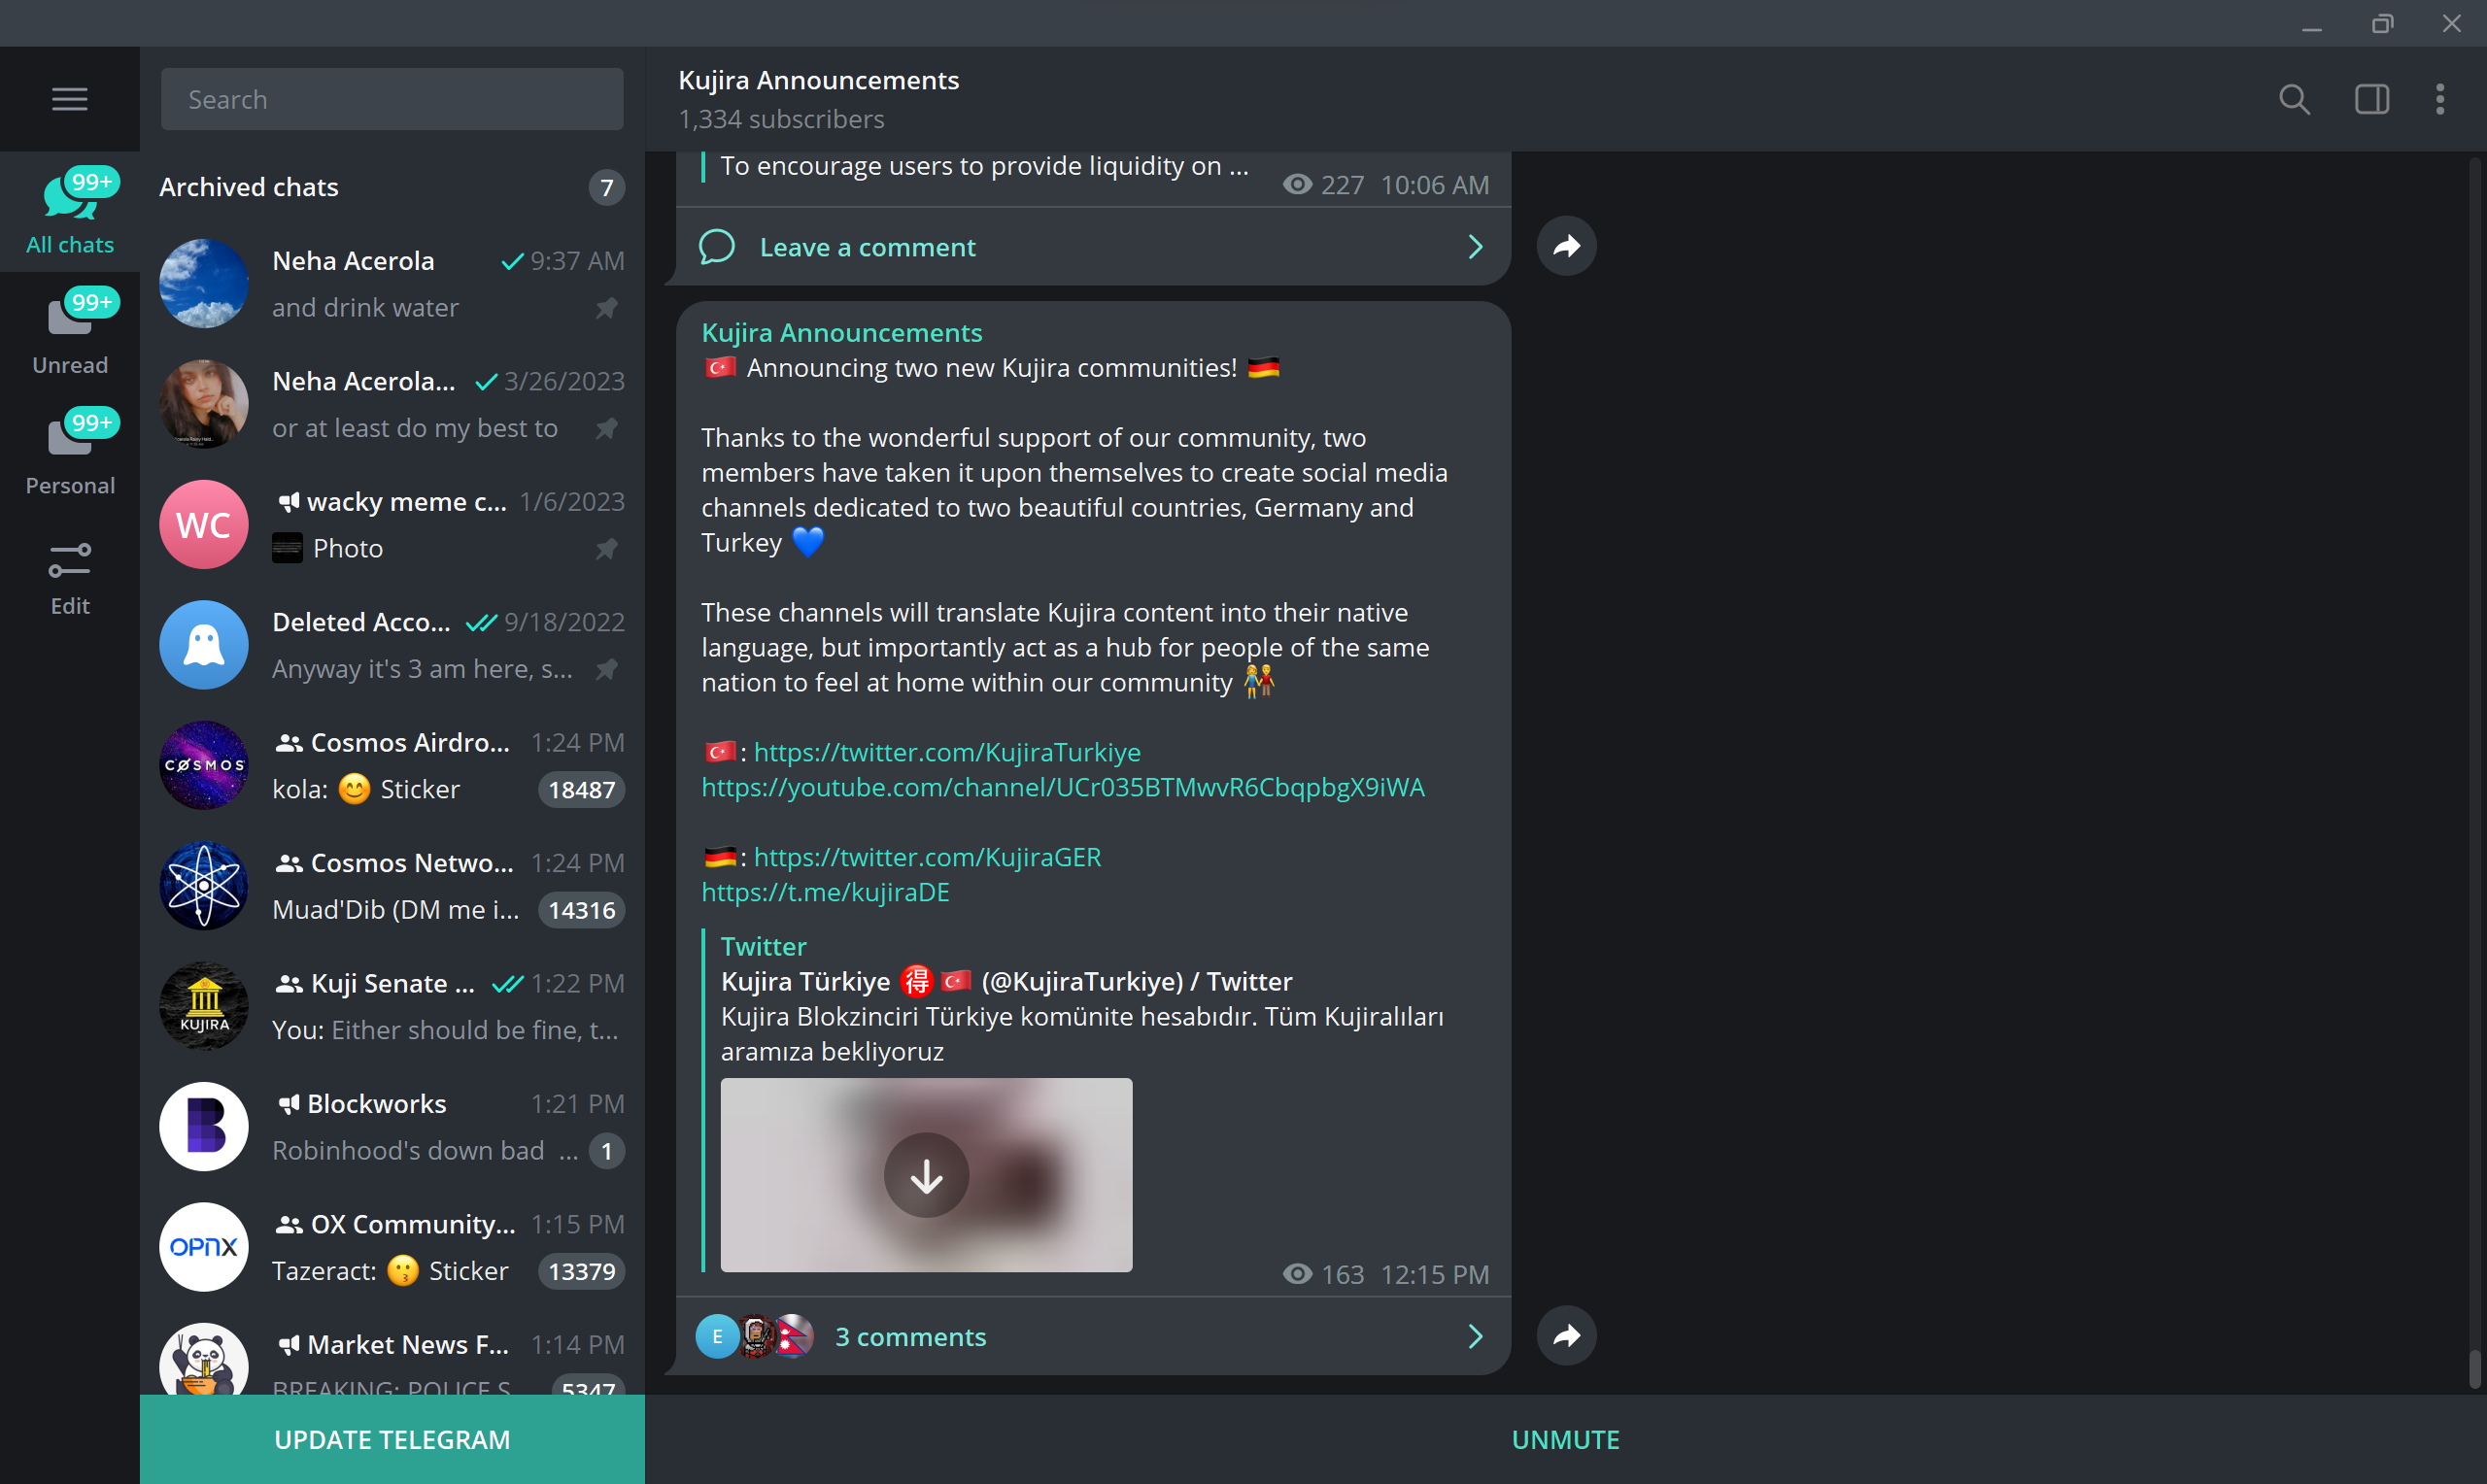 Search
Archived chats 7
99+
All chats
99+
Unread
99+
Personal
Edit
Neha Acerola 9:37 AM
and drink water
Neha Acerola... 3/26/2023
or at least do my best to
WC
wacky meme c... 1/6/2023
Photo
Deleted Acco... 9/18/2022
Anyway it's 3 am here, s...
COSMOS
Cosmos Airdro... 1:24 PM
kola: 😊 Sticker 18487
Cosmos Netwo... 1:24 PM
Muad'Dib (DM me i... 14316
KUJIRA
Kuji Senate ... 1:22 PM
You: Either should be fine, t...
Blockworks 1:21 PM
Robinhood's down bad ... 1
OPNX
OX Community... 1:15 PM
Tazeract: 😗 Sticker 13379
Market News F... 1:14 PM
BREAKING: POLICE S... 5347
UPDATE TELEGRAM
Kujira Announcements
1,334 subscribers
To encourage users to provide liquidity on ...
227 10:06 AM
Leave a comment
Kujira Announcements
🇹🇷 Announcing two new Kujira communities! 🇩🇪
Thanks to the wonderful support of our community, two
members have taken it upon themselves to create social media
channels dedicated to two beautiful countries, Germany and
Turkey 💙
These channels will translate Kujira content into their native
language, but importantly act as a hub for people of the same
nation to feel at home within our community 👫
🇹🇷: https://twitter.com/KujiraTurkiye
https://youtube.com/channel/UCr035BTMwvR6CbqpbgX9iWA
🇩🇪: https://twitter.com/KujiraGER
https://t.me/kujiraDE
Twitter
Kujira Türkiye 🉐🇹🇷 (@KujiraTurkiye) / Twitter
Kujira Blokzinciri Türkiye komünite hesabıdır. Tüm Kujiralıları
aramıza bekliyoruz
163 12:15 PM
E
3 comments
UNMUTE